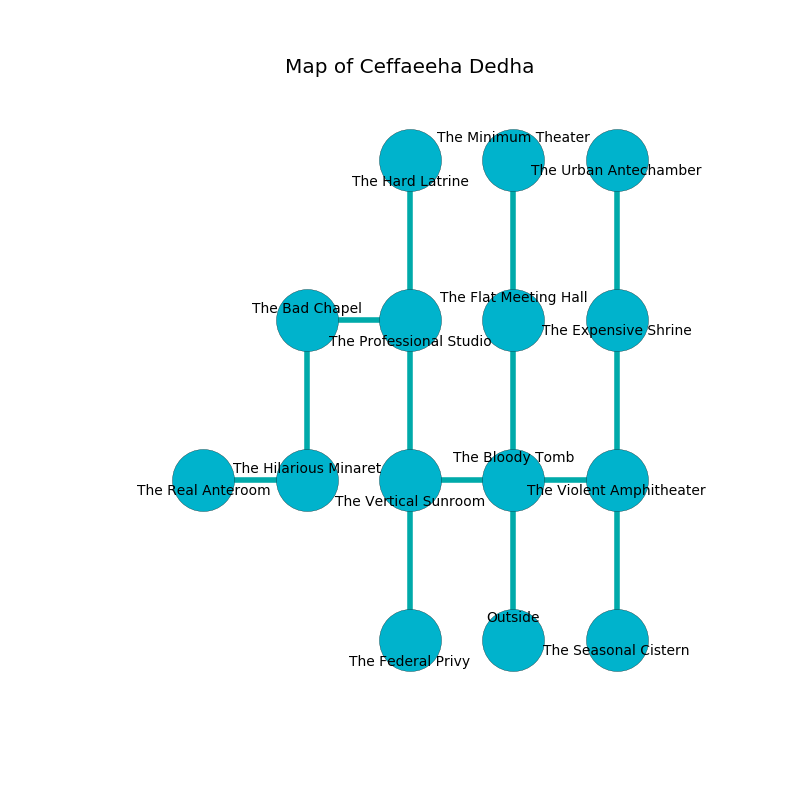 Map of Ceffaeeha Dedha
The Minimum Theater
The Urban Antechamber
The Hard Latrine
The Flat Meeting Hall
The Bad Chapel
The Expensive Shrine
The Professional Studio
The Bloody Tomb
The Hilarious Minaret
The Real Anteroom
The Violent Amphitheater
The Vertical Sunroom
Outside
The Seasonal Cistern
The Federal Privy